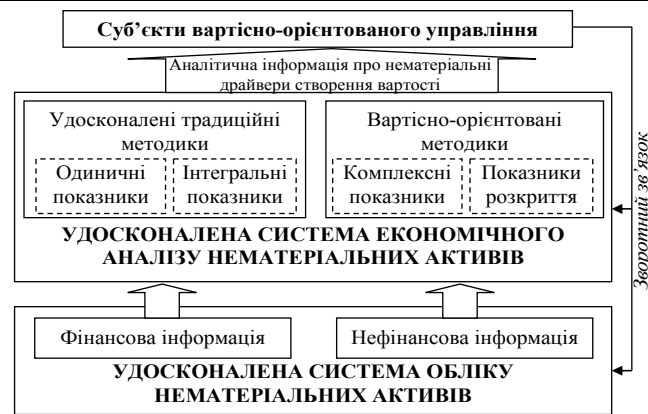 Суб’єкти вартісно-орієнтованого управління
Аналітична інформація про нематеріальні
драйвери створення вартості
Удосконалені традиційні
методики
Одиничні
показники
Інтегральні
показники
Вартісно-орієнтовані
методики
Комплексні
показники
Показники
розкриття
УДОСКОНАЛЕНА СИСТЕМА ЕКОНОМІЧНОГО
АНАЛІЗУ НЕМАТЕРІАЛЬНИХ АКТИВІВ
Фінансова інформація
Нефінансова інформація
УДОСКОНАЛЕНА СИСТЕМА ОБЛІКУ
НЕМАТЕРІАЛЬНИХ АКТИВІВ
Зворотний зв’язок